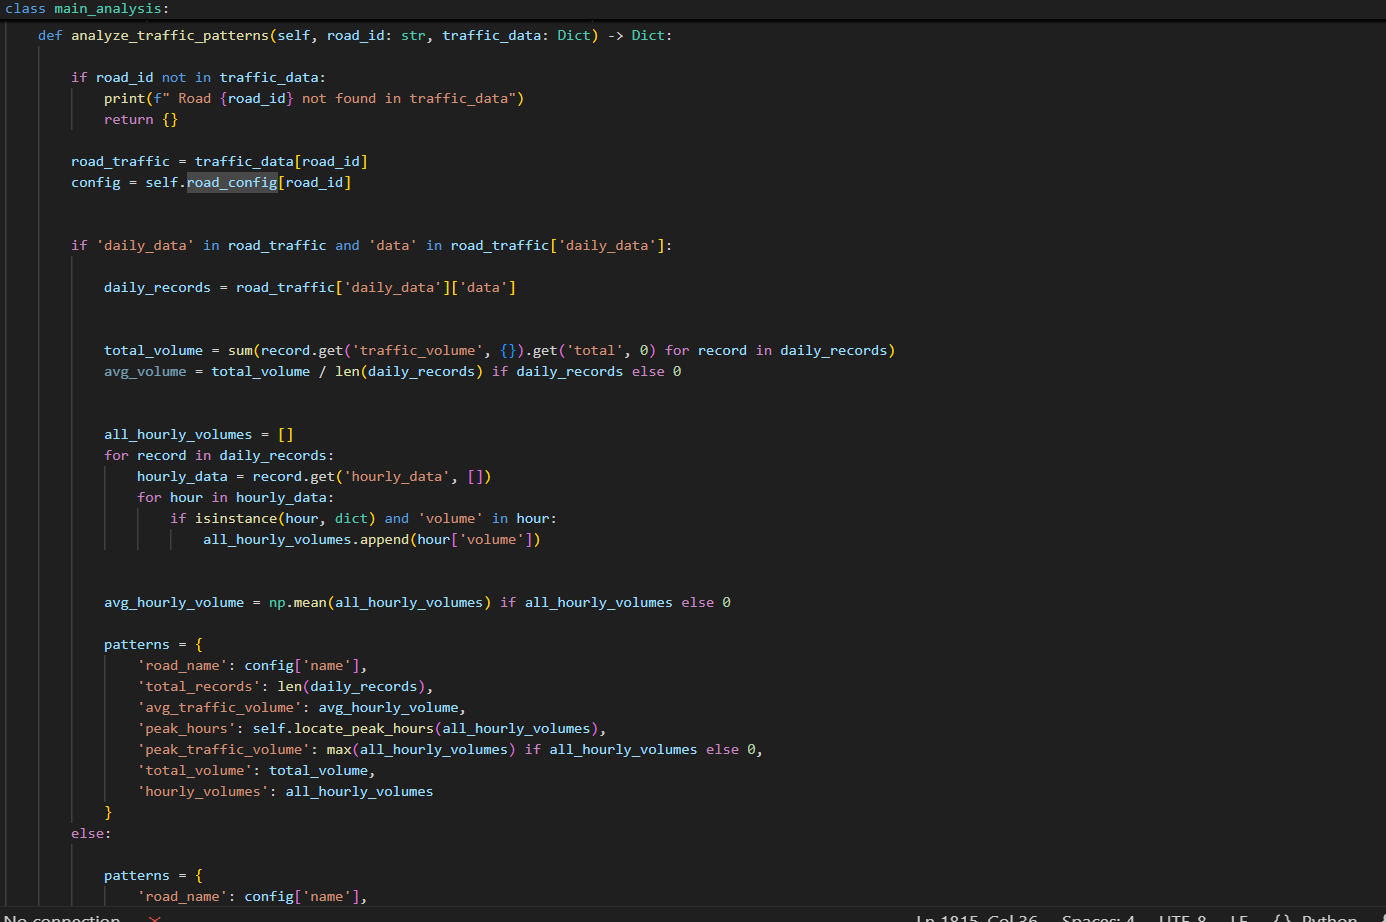 class main_analysis:
    def analyze_traffic_patterns(self, road_id: str, traffic_data: Dict) -> Dict:
        if road_id not in traffic_data:
            print(f" Road {road_id} not found in traffic_data")
            return {}
        road_traffic = traffic_data[road_id]
        config = self.road_config[road_id]
        if 'daily_data' in road_traffic and 'data' in road_traffic['daily_data']:
            daily_records = road_traffic['daily_data']['data']
            total_volume = sum(record.get('traffic_volume', {}).get('total', 0) for record in daily_records)
            avg_volume = total_volume / len(daily_records) if daily_records else 0
            all_hourly_volumes = []
            for record in daily_records:
                hourly_data = record.get('hourly_data', [])
                for hour in hourly_data:
                    if isinstance(hour, dict) and 'volume' in hour:
                        all_hourly_volumes.append(hour['volume'])
            avg_hourly_volume = np.mean(all_hourly_volumes) if all_hourly_volumes else 0
            patterns = {
                'road_name': config['name'],
                'total_records': len(daily_records),
                'avg_traffic_volume': avg_hourly_volume,
                'peak_hours': self.locate_peak_hours(all_hourly_volumes),
                'peak_traffic_volume': max(all_hourly_volumes) if all_hourly_volumes else 0,
                'total_volume': total_volume,
                'hourly_volumes': all_hourly_volumes
            }
        else:
            patterns = {
                'road_name': config['name'],
No connection Ln 1815, Col 36 Spaces: 4 UTF-8 LF {} Python